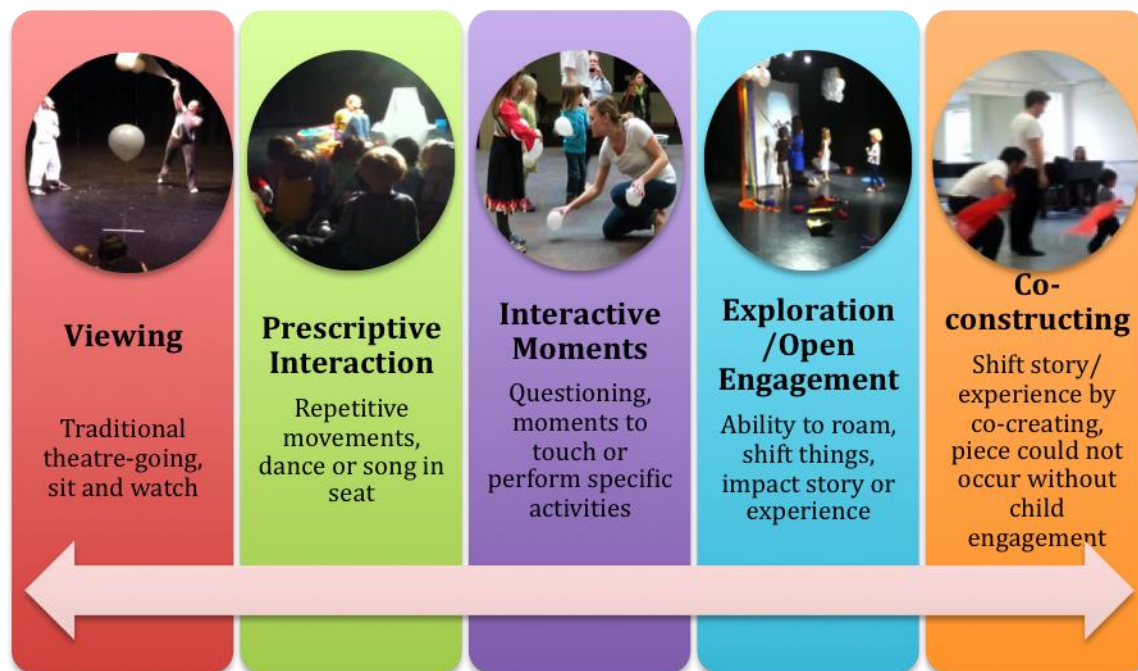 Viewing
Traditional
theatre-going,
sit and watch
Prescriptive
Interaction
Repetitive
movements,
dance or song in
seat
Interactive
Moments
Questioning,
moments to
touch or
perform specific
activities
Exploration
/Open
Engagement
Ability to roam,
shift things,
impact story or
experience
Co-
constructing
Shift story/
experience by
co-creating,
piece could not
occur without
child
engagement